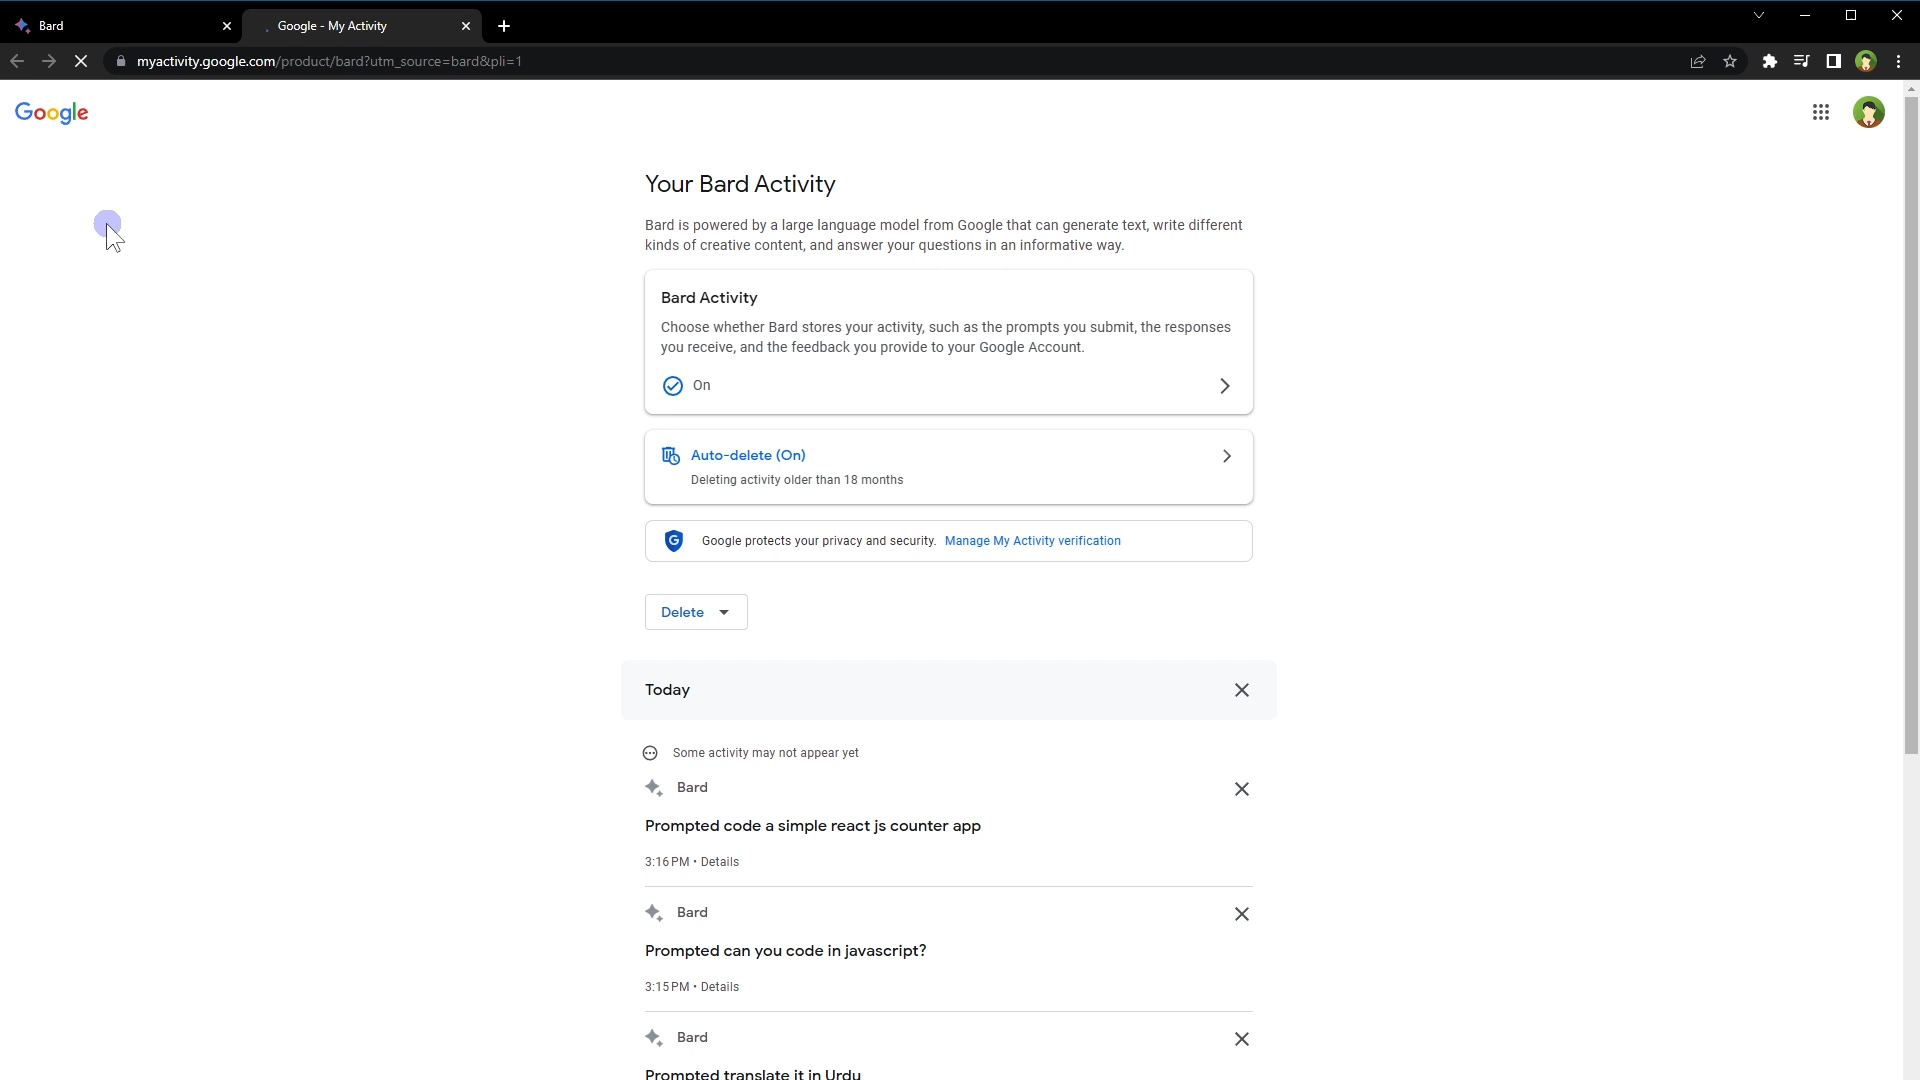 Bard
Google - My Activity
myactivity.google.com/product/bard?utm_source=bard&pli=1
Google
Your Bard Activity
Bard is powered by a large language model from Google that can generate text, write different
kinds of creative content, and answer your questions in an informative way.
Bard Activity
Choose whether Bard stores your activity, such as the prompts you submit, the responses
you receive, and the feedback you provide to your Google Account.
On
Auto-delete (On)
Deleting activity older than 18 months
Google protects your privacy and security. Manage My Activity verification
Delete
Today
Some activity may not appear yet
Bard
Prompted code a simple react js counter app
3:16 PM • Details
Bard
Prompted can you code in javascript?
3:15 PM • Details
Bard
Prompted translate it in Urdu